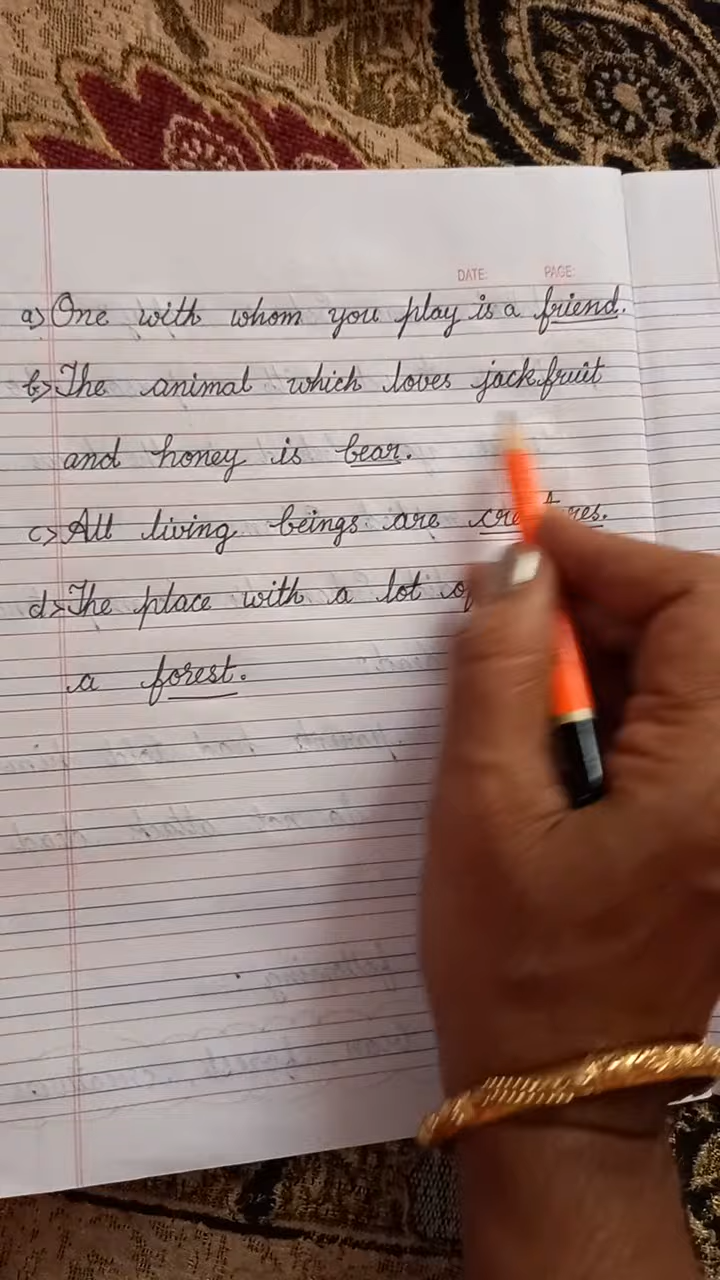 DATE: PAGE:
a) One with whom you play is a friend.
b) The animal which loves jackfruit
and honey is bear.
c) All living beings are
d) The place with a lot
a forest.